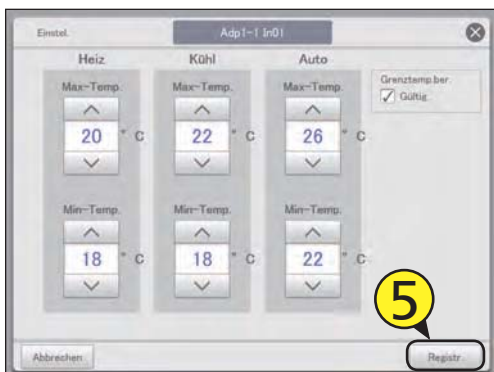 Einstel.
Adp1-1 In01
Heiz Kühl Auto
Max-Temp. Max-Temp. Max-Temp.
Grenztemp.ber.
Gültig
20 ° C 22 ° C 26 ° C
Min-Temp. Min-Temp. Min-Temp.
18 ° C 18 ° C 22 ° C
5
Abbrechen Registr.